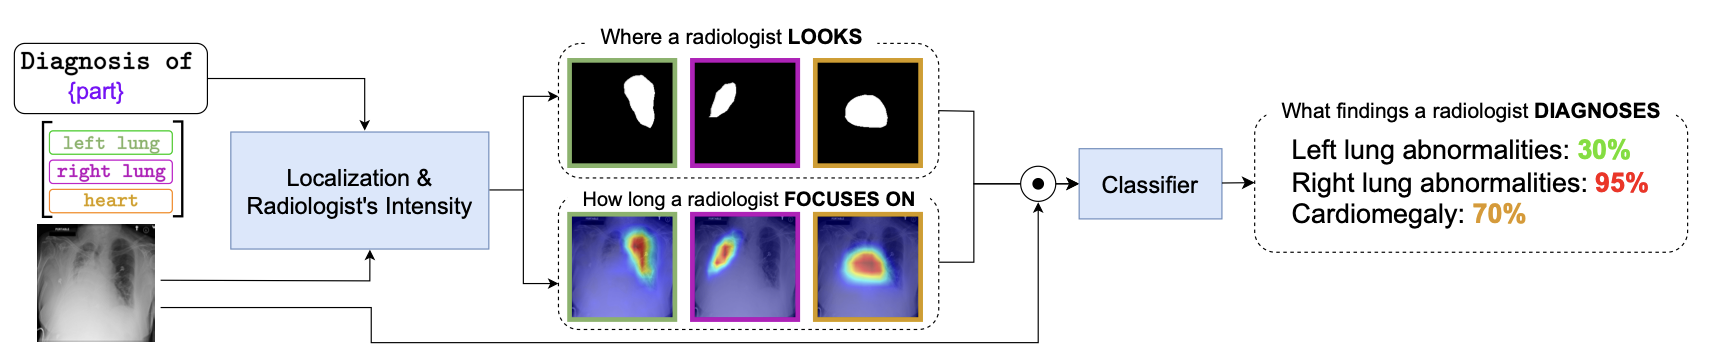 Diagnosis of
{part}
left lung
right lung
heart
Localization &
Radiologist's Intensity
Where a radiologist LOOKS
How long a radiologist FOCUSES ON
Classifier
What findings a radiologist DIAGNOSES
Left lung abnormalities: 30%
Right lung abnormalities: 95%
Cardiomegaly: 70%